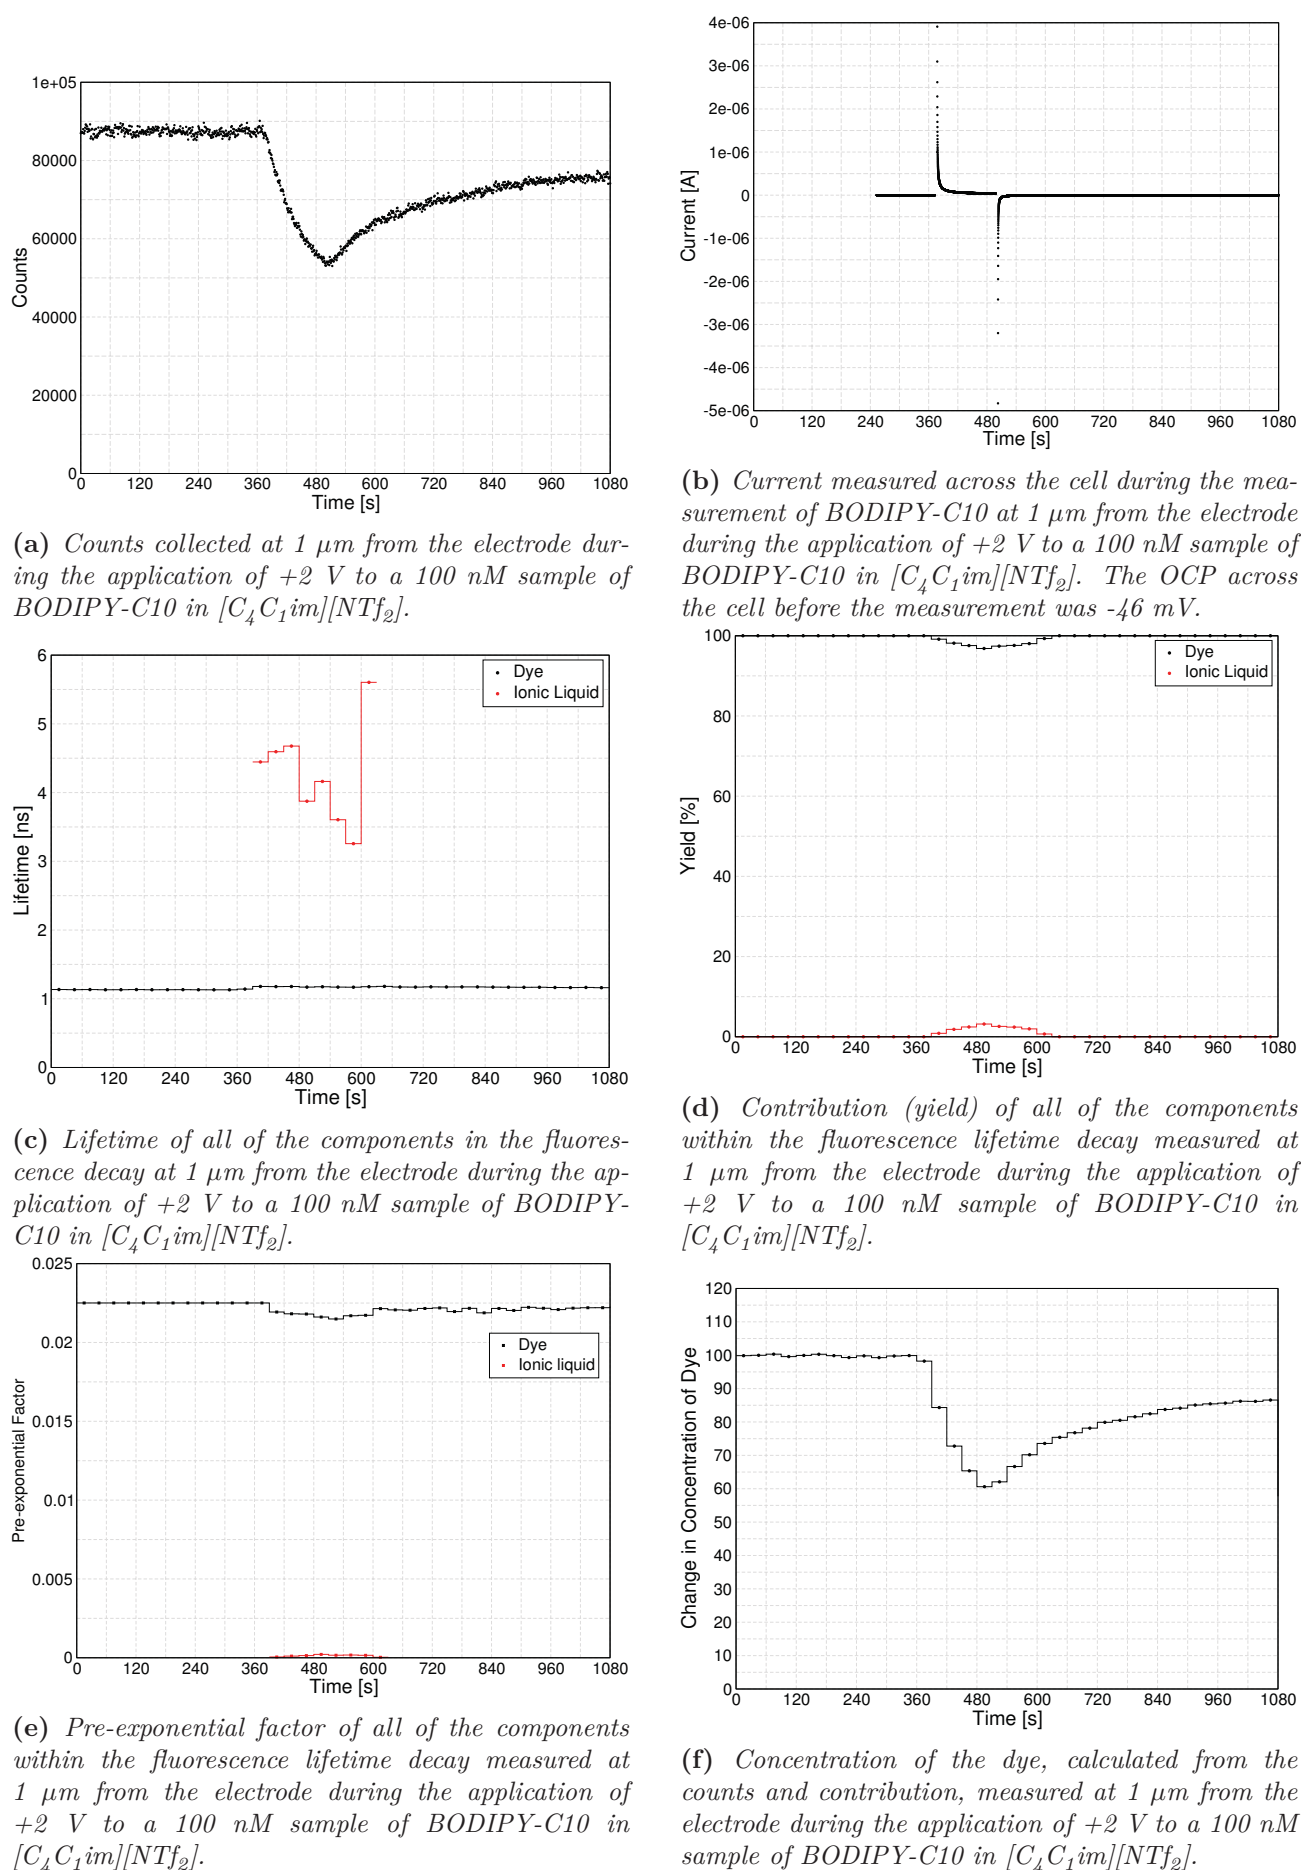 1e+05
80000
60000
40000
20000
0
Counts
0 120 240 360 480 600 720 840 960 1080
Time [s]
(a) Counts collected at 1 μm from the electrode dur-
ing the application of +2 V to a 100 nM sample of
BODIPY-C10 in [C4C1im][NTf2].
4e-06
3e-06
2e-06
1e-06
0
-1e-06
-2e-06
-3e-06
-4e-06
-5e-06
Current [A]
0 120 240 360 480 600 720 840 960 1080
Time [s]
(b) Current measured across the cell during the mea-
surement of BODIPY-C10 at 1 μm from the electrode
during the application of +2 V to a 100 nM sample of
BODIPY-C10 in [C4C1im][NTf2]. The OCP across
the cell before the measurement was -46 mV.
6
5
4
3
2
1
0
Lifetime [ns]
Dye
Ionic Liquid
0 120 240 360 480 600 720 840 960 1080
Time [s]
(c) Lifetime of all of the components in the fluores-
cence decay at 1 μm from the electrode during the ap-
plication of +2 V to a 100 nM sample of BODIPY-
C10 in [C4C1im][NTf2].
100
80
60
40
20
0
Yield [%]
Dye
Ionic Liquid
0 120 240 360 480 600 720 840 960 1080
Time [s]
(d) Contribution (yield) of all of the components
within the fluorescence lifetime decay measured at
1 μm from the electrode during the application of
+2 V to a 100 nM sample of BODIPY-C10 in
[C4C1im][NTf2].
0.025
0.02
0.015
0.01
0.005
0
Pre-exponential Factor
Dye
Ionic liquid
0 120 240 360 480 600 720 840 960 1080
Time [s]
(e) Pre-exponential factor of all of the components
within the fluorescence lifetime decay measured at
1 μm from the electrode during the application of
+2 V to a 100 nM sample of BODIPY-C10 in
[C4C1im][NTf2].
120
110
100
90
80
70
60
50
40
30
20
10
0
Change in Concentration of Dye
0 120 240 360 480 600 720 840 960 1080
Time [s]
(f) Concentration of the dye, calculated from the
counts and contribution, measured at 1 μm from the
electrode during the application of +2 V to a 100 nM
sample of BODIPY-C10 in [C4C1im][NTf2].